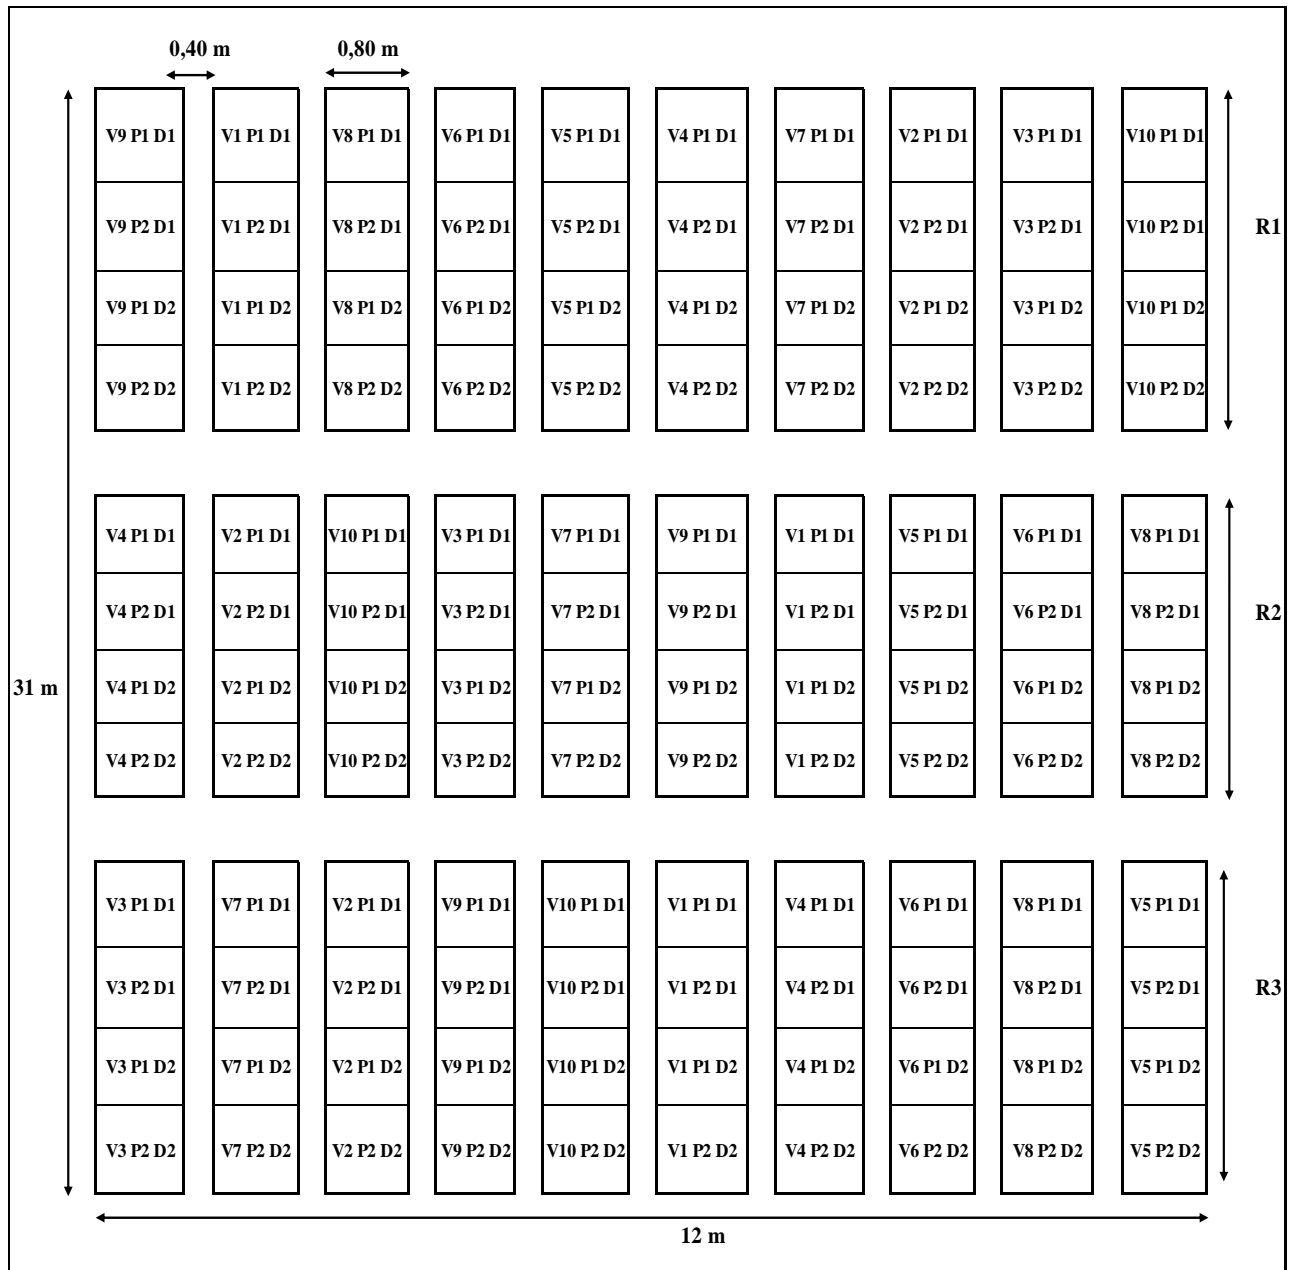 0,40 m 0,80 m
V9 P1 D1 V1 P1 D1 V8 P1 D1 V6 P1 D1 V5 P1 D1 V4 P1 D1 V7 P1 D1 V2 P1 D1 V3 P1 D1 V10 P1 D1
V9 P2 D1 V1 P2 D1 V8 P2 D1 V6 P2 D1 V5 P2 D1 V4 P2 D1 V7 P2 D1 V2 P2 D1 V3 P2 D1 V10 P2 D1 R1
V9 P1 D2 V1 P1 D2 V8 P1 D2 V6 P1 D2 V5 P1 D2 V4 P1 D2 V7 P1 D2 V2 P1 D2 V3 P1 D2 V10 P1 D2
V9 P2 D2 V1 P2 D2 V8 P2 D2 V6 P2 D2 V5 P2 D2 V4 P2 D2 V7 P2 D2 V2 P2 D2 V3 P2 D2 V10 P2 D2
V4 P1 D1 V2 P1 D1 V10 P1 D1 V3 P1 D1 V7 P1 D1 V9 P1 D1 V1 P1 D1 V5 P1 D1 V6 P1 D1 V8 P1 D1
V4 P2 D1 V2 P2 D1 V10 P2 D1 V3 P2 D1 V7 P2 D1 V9 P2 D1 V1 P2 D1 V5 P2 D1 V6 P2 D1 V8 P2 D1 R2
31 m V4 P1 D2 V2 P1 D2 V10 P1 D2 V3 P1 D2 V7 P1 D2 V9 P1 D2 V1 P1 D2 V5 P1 D2 V6 P1 D2 V8 P1 D2
V4 P2 D2 V2 P2 D2 V10 P2 D2 V3 P2 D2 V7 P2 D2 V9 P2 D2 V1 P2 D2 V5 P2 D2 V6 P2 D2 V8 P2 D2
V3 P1 D1 V7 P1 D1 V2 P1 D1 V9 P1 D1 V10 P1 D1 V1 P1 D1 V4 P1 D1 V6 P1 D1 V8 P1 D1 V5 P1 D1
V3 P2 D1 V7 P2 D1 V2 P2 D1 V9 P2 D1 V10 P2 D1 V1 P2 D1 V4 P2 D1 V6 P2 D1 V8 P2 D1 V5 P2 D1 R3
V3 P1 D2 V7 P1 D2 V2 P1 D2 V9 P1 D2 V10 P1 D2 V1 P1 D2 V4 P1 D2 V6 P1 D2 V8 P1 D2 V5 P1 D2
V3 P2 D2 V7 P2 D2 V2 P2 D2 V9 P2 D2 V10 P2 D2 V1 P2 D2 V4 P2 D2 V6 P2 D2 V8 P2 D2 V5 P2 D2
12 m